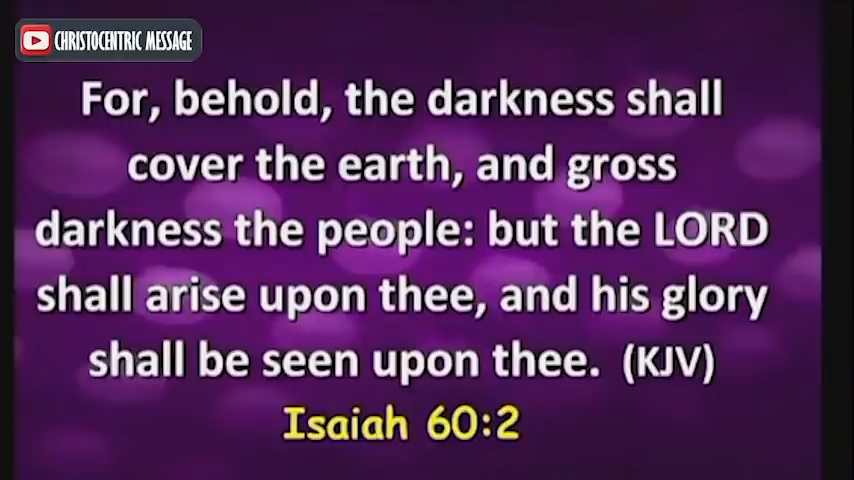 CHRISTOCENTRIC MESSAGE
For, behold, the darkness shall
cover the earth, and gross
darkness the people: but the LORD
shall arise upon thee, and his glory
shall be seen upon thee. (KJV)
Isaiah 60:2